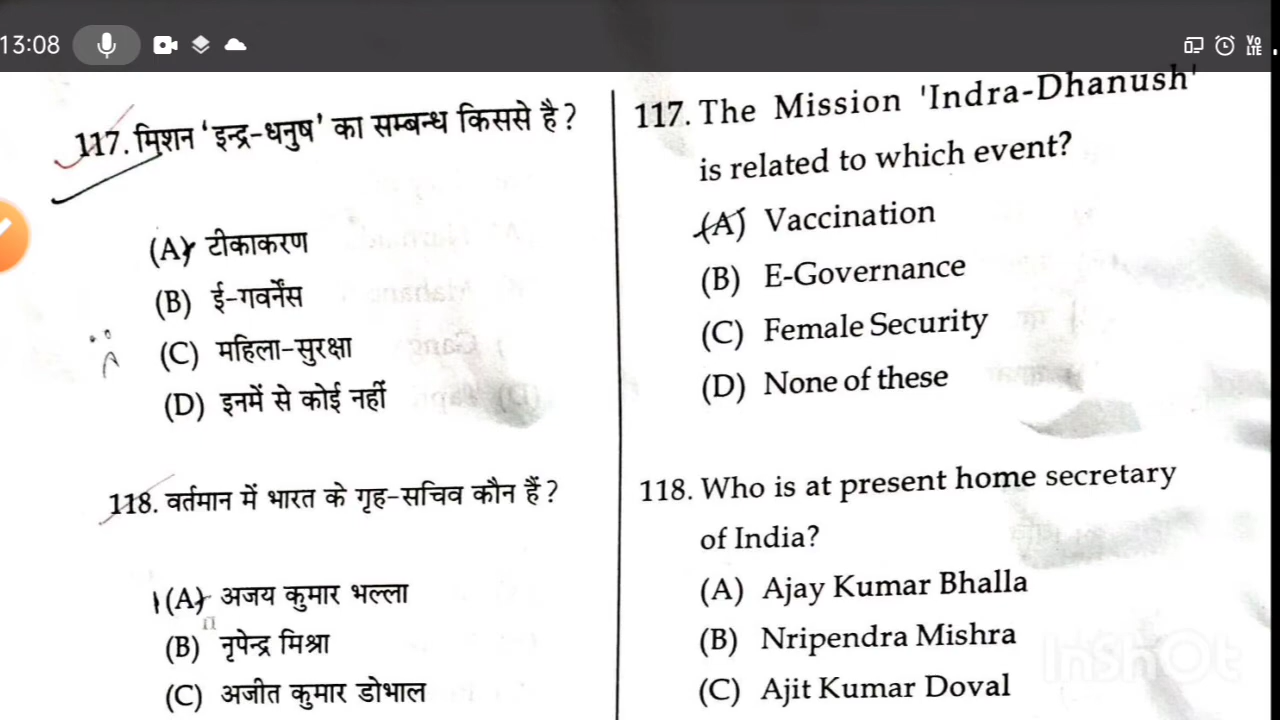 13:08
Vo
LTE
117. मिशन ‘इन्द्र-धनुष’ का सम्बन्ध किससे है ?
(A) टीकाकरण
(B) ई-गवर्नेंस
(C) महिला-सुरक्षा
(D) इनमें से कोई नहीं
118. वर्तमान में भारत के गृह-सचिव कौन हैं ?
(A) अजय कुमार भल्ला
(B) नृपेन्द्र मिश्रा
(C) अजीत कुमार डोभाल
117. The Mission 'Indra-Dhanush'
is related to which event?
(A) Vaccination
(B) E-Governance
(C) Female Security
(D) None of these
118. Who is at present home secretary
of India?
(A) Ajay Kumar Bhalla
(B) Nripendra Mishra
(C) Ajit Kumar Doval
InShOt